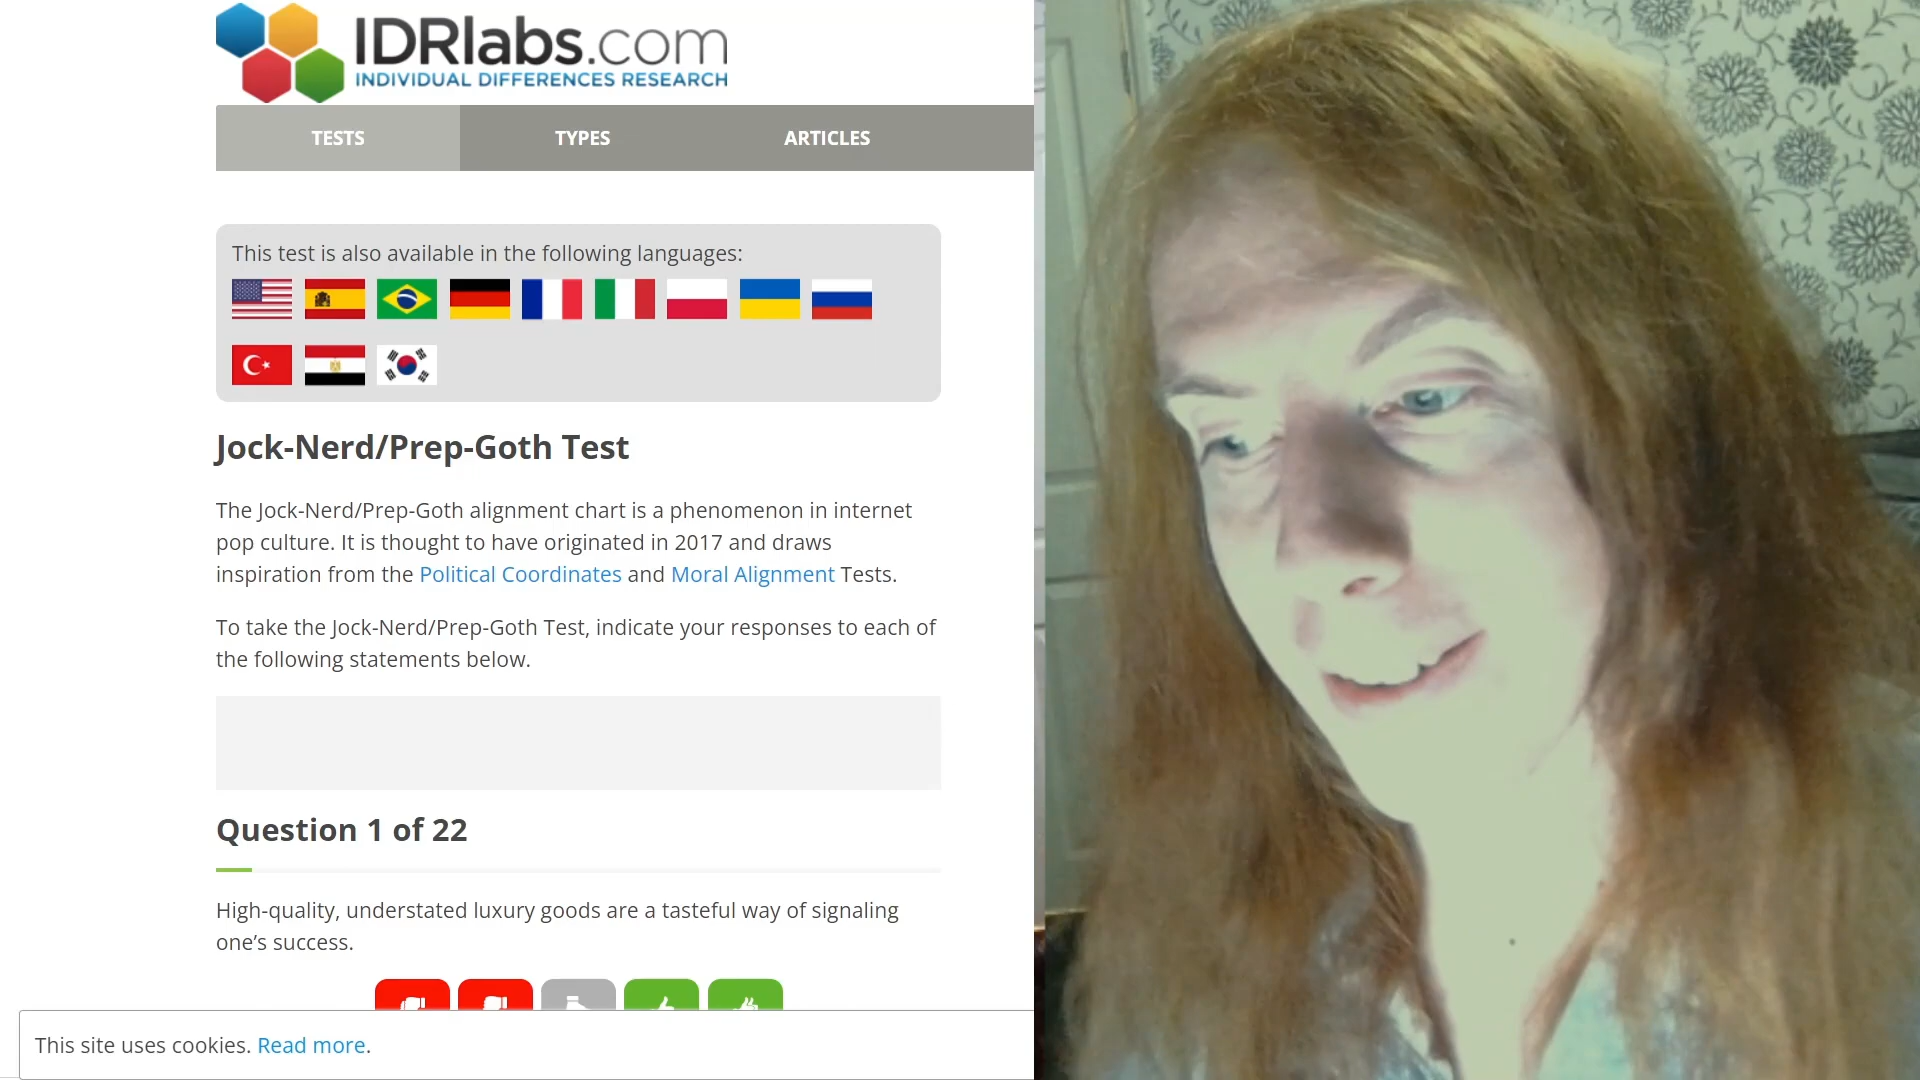 IDRlabs.com
INDIVIDUAL DIFFERENCES RESEARCH
TESTS TYPES ARTICLES
This test is also available in the following languages:
Jock-Nerd/Prep-Goth Test
The Jock-Nerd/Prep-Goth alignment chart is a phenomenon in internet
pop culture. It is thought to have originated in 2017 and draws
inspiration from the Political Coordinates and Moral Alignment Tests.
To take the Jock-Nerd/Prep-Goth Test, indicate your responses to each of
the following statements below.
Question 1 of 22
High-quality, understated luxury goods are a tasteful way of signaling
one’s success.
This site uses cookies. Read more.